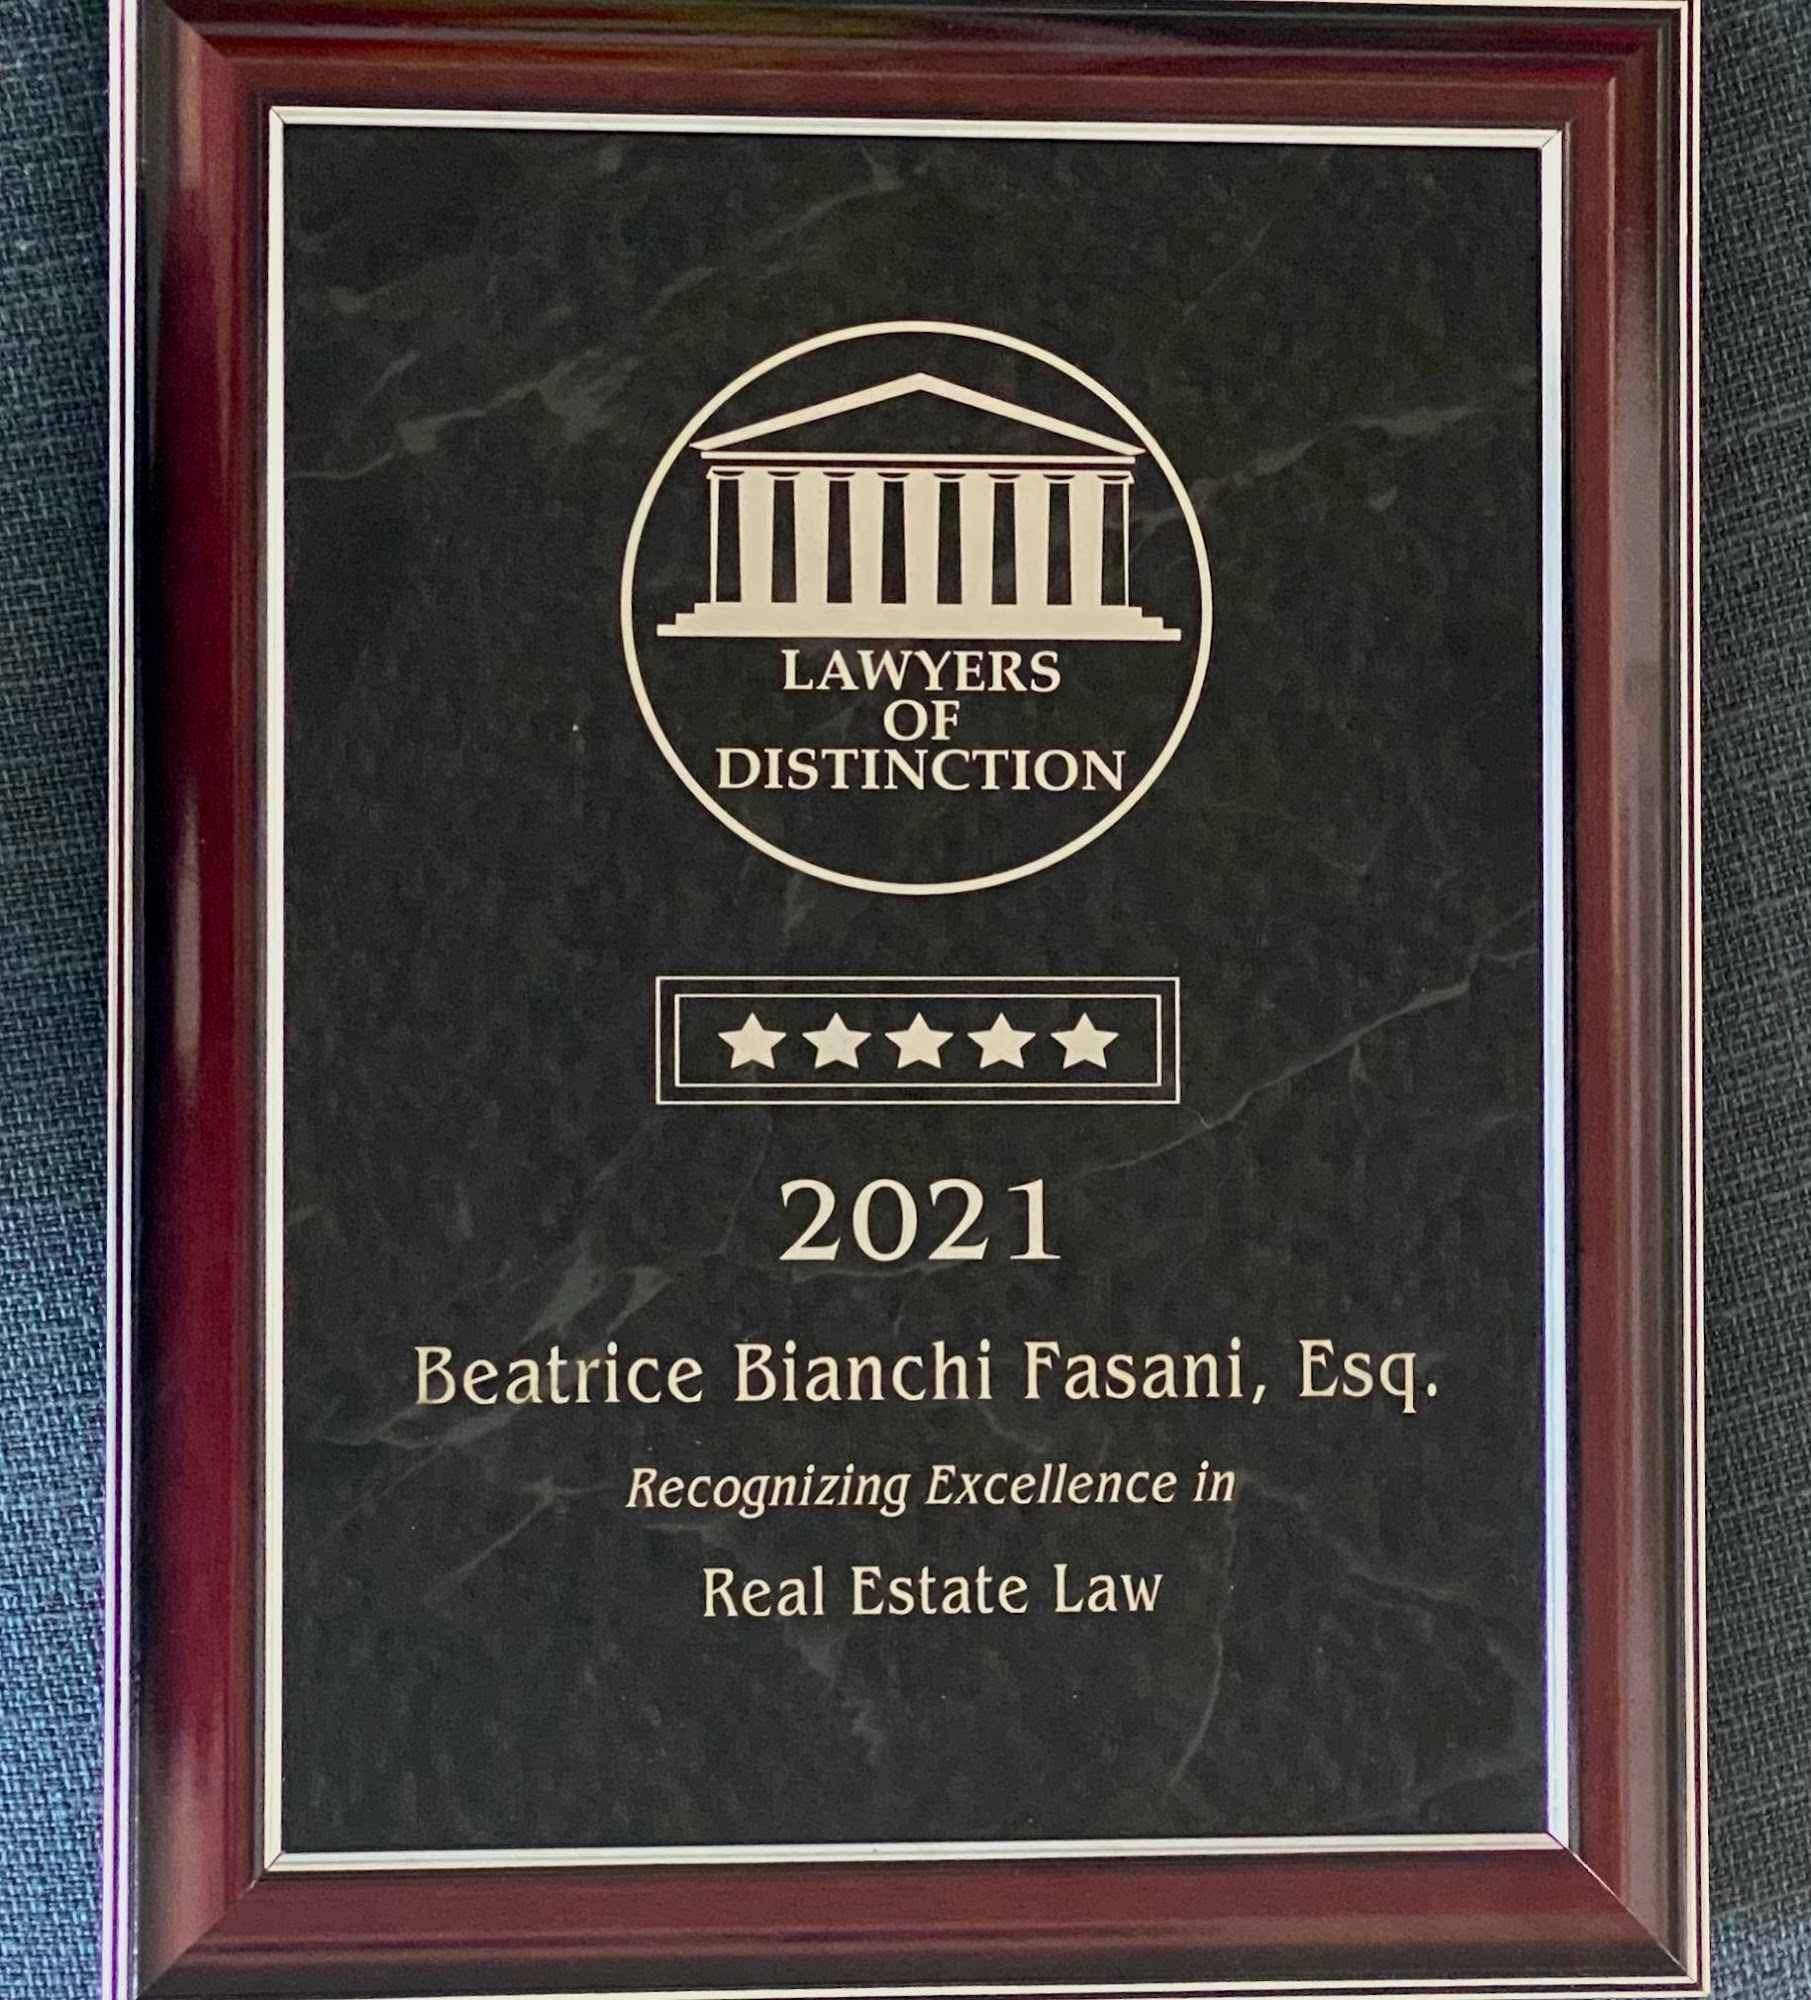 LAWYERS
OF
DISTINCTION
2021
Beatrice Bianchi Fasani, Esq.
Recognizing Excellence in
Real Estate Law